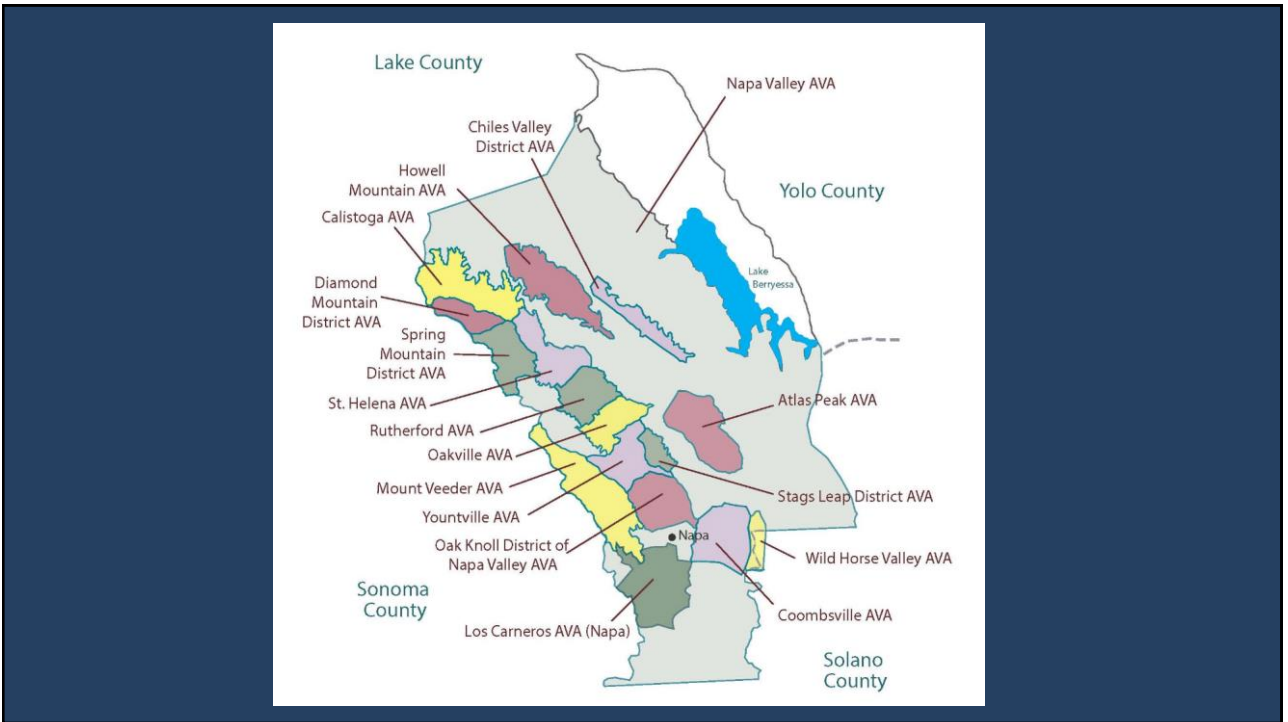 Lake County
Napa Valley AVA
Chiles Valley
District AVA
Howell
Mountain AVA
Yolo County
Calistoga AVA
Lake
Berryessa
Diamond
Mountain
District AVA
Spring
Mountain
District AVA
St. Helena AVA
Atlas Peak AVA
Rutherford AVA
Oakville AVA
Mount Veeder AVA
Stags Leap District AVA
Yountville AVA
Napa
Oak Knoll District of
Napa Valley AVA
Wild Horse Valley AVA
Sonoma
County
Coombsville AVA
Los Carneros AVA (Napa)
Solano
County